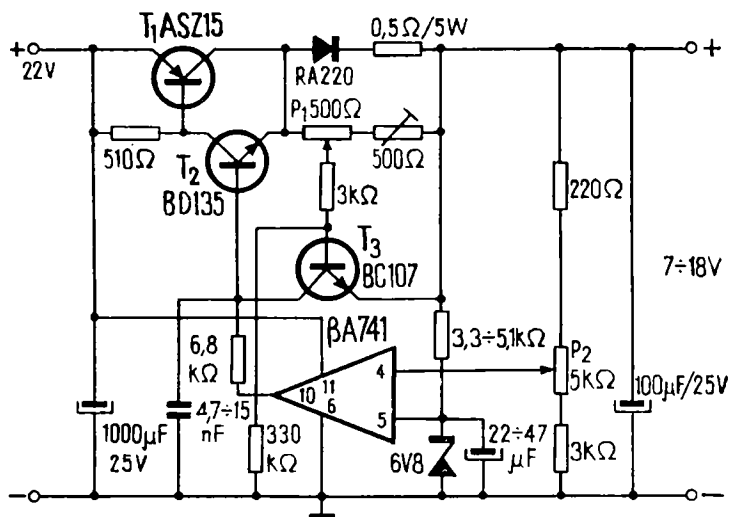 T₁ASZ15
+
22V
0,5Ω/5W
+
RA220
P₁500Ω
510Ω
500Ω
T₂
BD135
3kΩ
220Ω
T₃
BC107
7÷18V
βA741
6,8
kΩ
3,3÷5,1kΩ
4
P₂
5kΩ
10
11
6
5
100µF/25V
1000µF
25V
4,7÷15
nF
330
kΩ
6V8
22÷47
µF
3kΩ
−
−